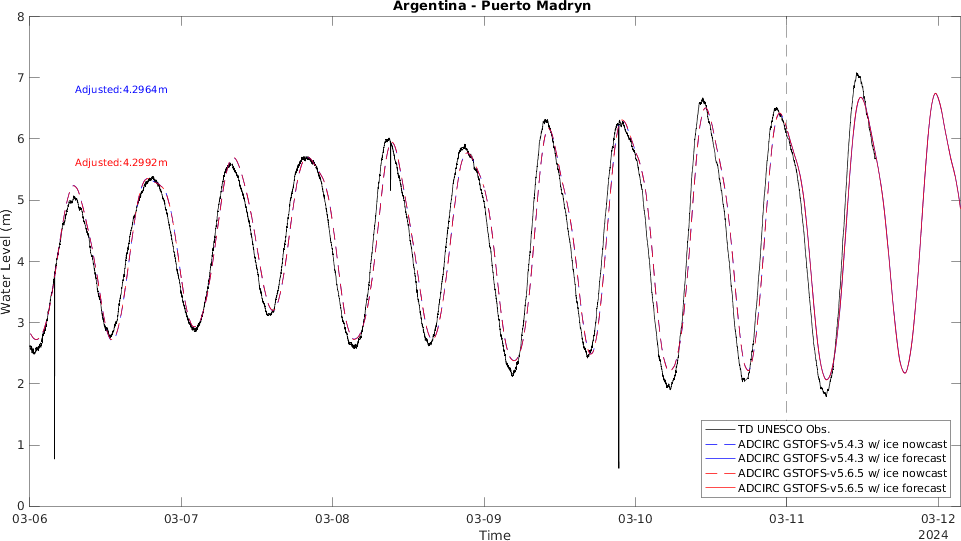 Argentina - Puerto Madryn
8
7
6
5
4
3
2
1
0
Water Level (m)
Adjusted:4.2964m
Adjusted:4.2992m
TD UNESCO Obs.
ADCIRC GSTOFS-v5.4.3 w/ ice nowcast
ADCIRC GSTOFS-v5.4.3 w/ ice forecast
ADCIRC GSTOFS-v5.6.5 w/ ice nowcast
ADCIRC GSTOFS-v5.6.5 w/ ice forecast
03-06 03-07 03-08 03-09 03-10 03-11 03-12
Time
2024